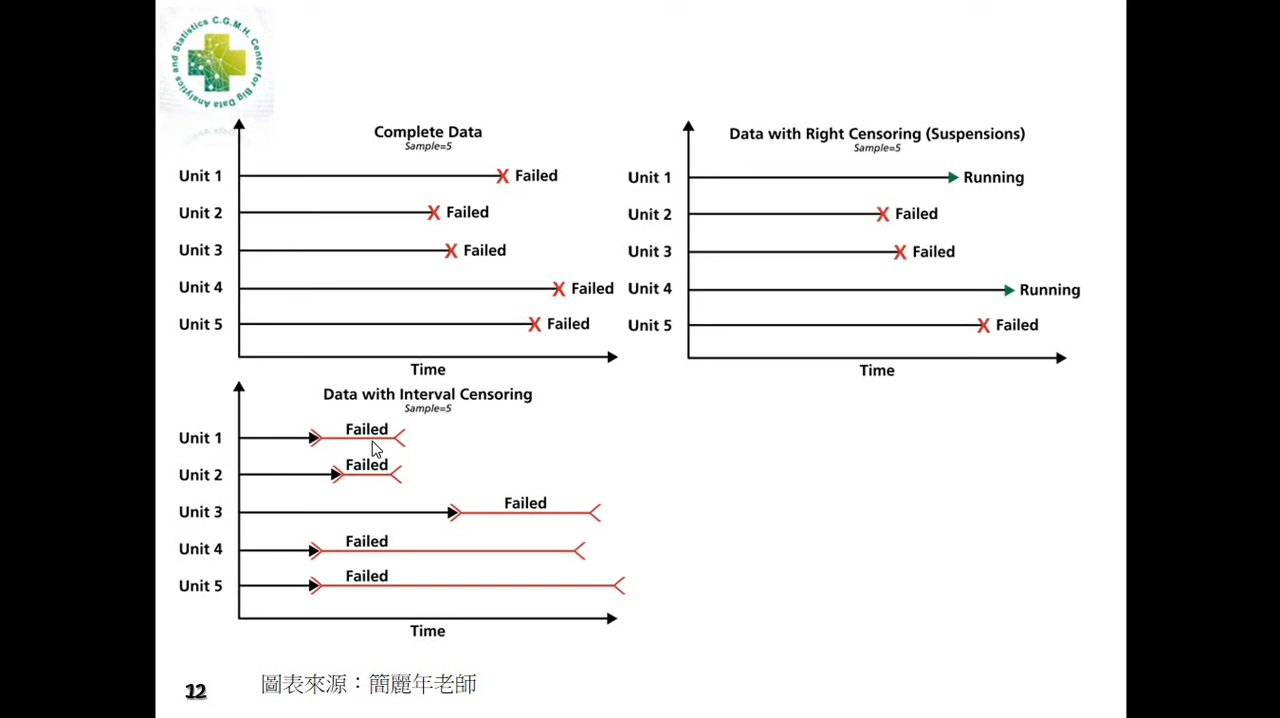 C.G.M.H. Center for Big Data Analytics and Statistics
Complete Data
Sample=5
Unit 1
Failed
Unit 2
Failed
Unit 3
Failed
Unit 4
Failed
Unit 5
Failed
Time
Data with Right Censoring (Suspensions)
Sample=5
Unit 1
Running
Unit 2
Failed
Unit 3
Failed
Unit 4
Running
Unit 5
Failed
Time
Data with Interval Censoring
Sample=5
Unit 1
Failed
Unit 2
Failed
Unit 3
Failed
Unit 4
Failed
Unit 5
Failed
Time
12
圖表來源：簡麗年老師